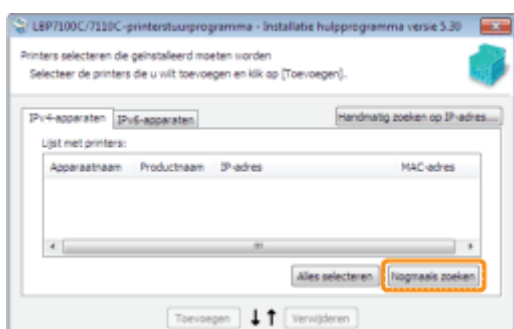 LBP7100C/7110C-printerstuurprogramma - Installatie hulpprogramma versie 5.30
Printers selecteren die geïnstalleerd moeten worden
Selecteer de printers die u wilt toevoegen en klik op [Toevoegen].
IPv4-apparaten IPv6-apparaten Handmatig zoeken op IP-adres...
Lijst met printers:
Apparaatnaam Productnaam IP-adres MAC-adres
Alles selecteren Nogmaals zoeken
Toevoegen Verwijderen